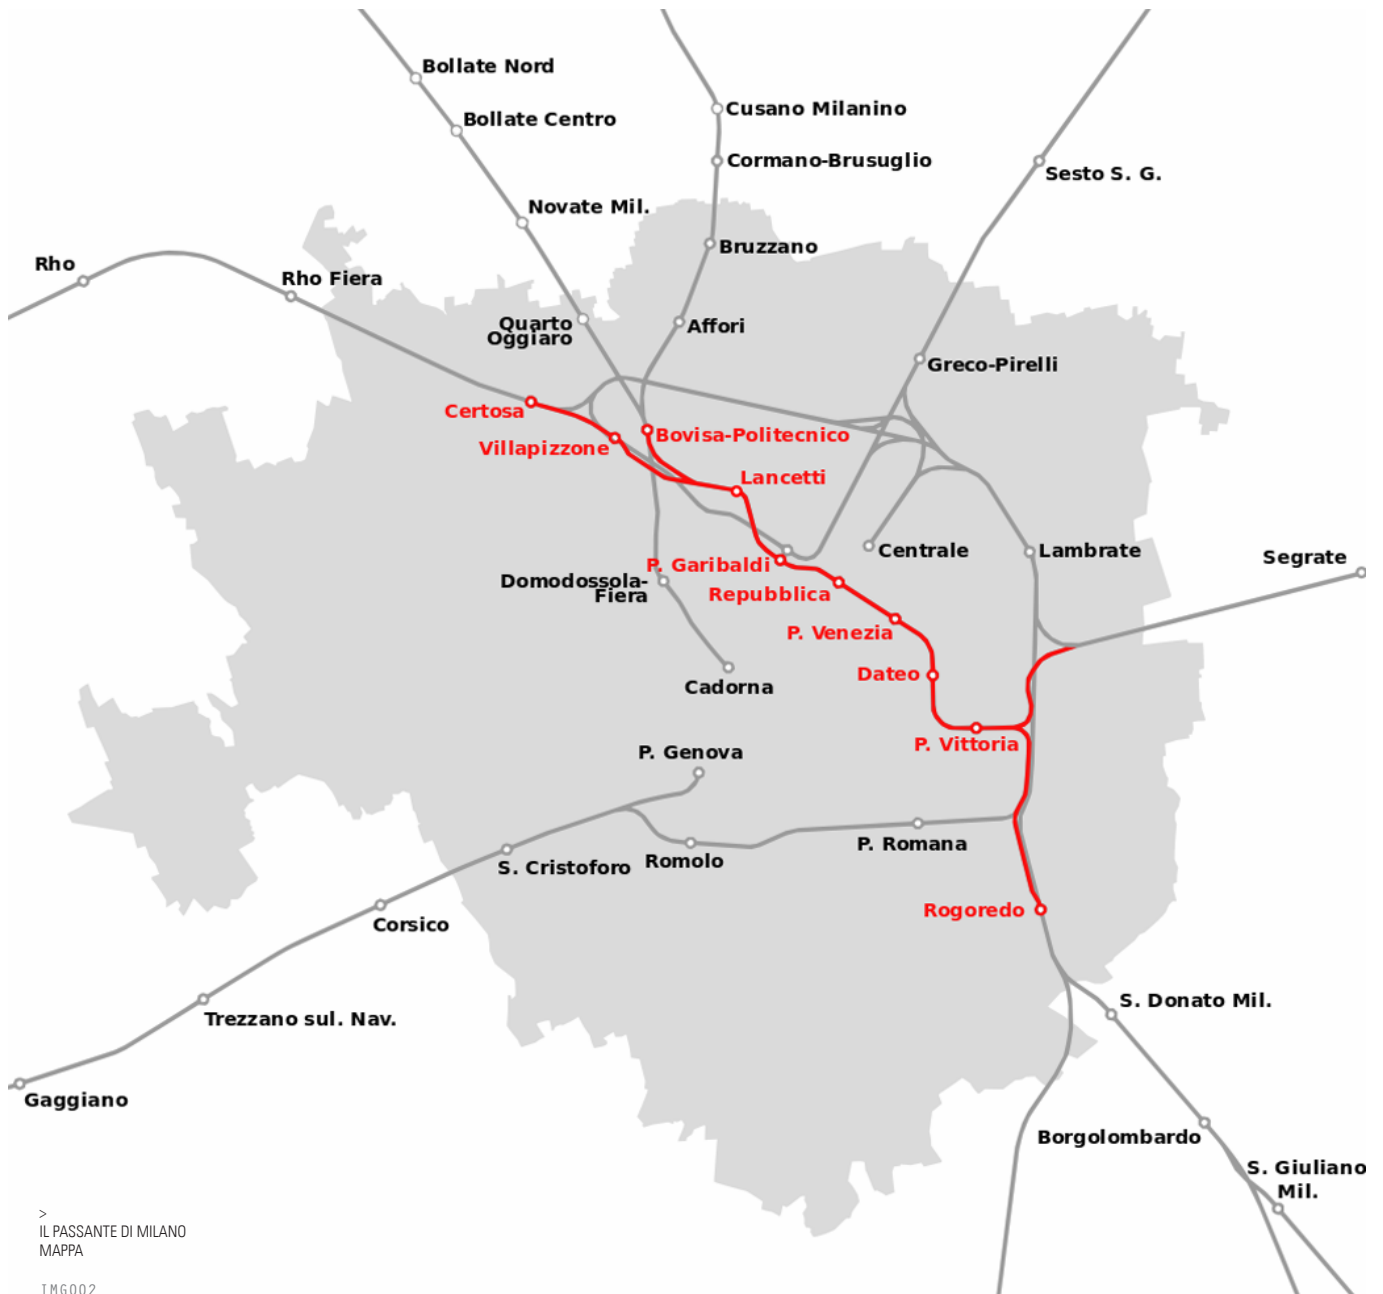 Bollate Nord
Cusano Milanino
Bollate Centro
Cormano-Brusuglio
Sesto S. G.
Novate Mil.
Bruzzano
Rho
Rho Fiera
Quarto
Oggiaro
Affori
Greco-Pirelli
Certosa
Bovisa-Politecnico
Villapizzone
Lancetti
Centrale
Lambrate
Segrate
P. Garibaldi
Domodossola-
Fiera
Repubblica
P. Venezia
Dateo
Cadorna
P. Vittoria
P. Genova
P. Romana
Romolo
S. Cristoforo
Rogoredo
Corsico
S. Donato Mil.
Trezzano sul. Nav.
Gaggiano
Borgolombardo
S. Giuliano
Mil.
>
IL PASSANTE DI MILANO
MAPPA
IMG002